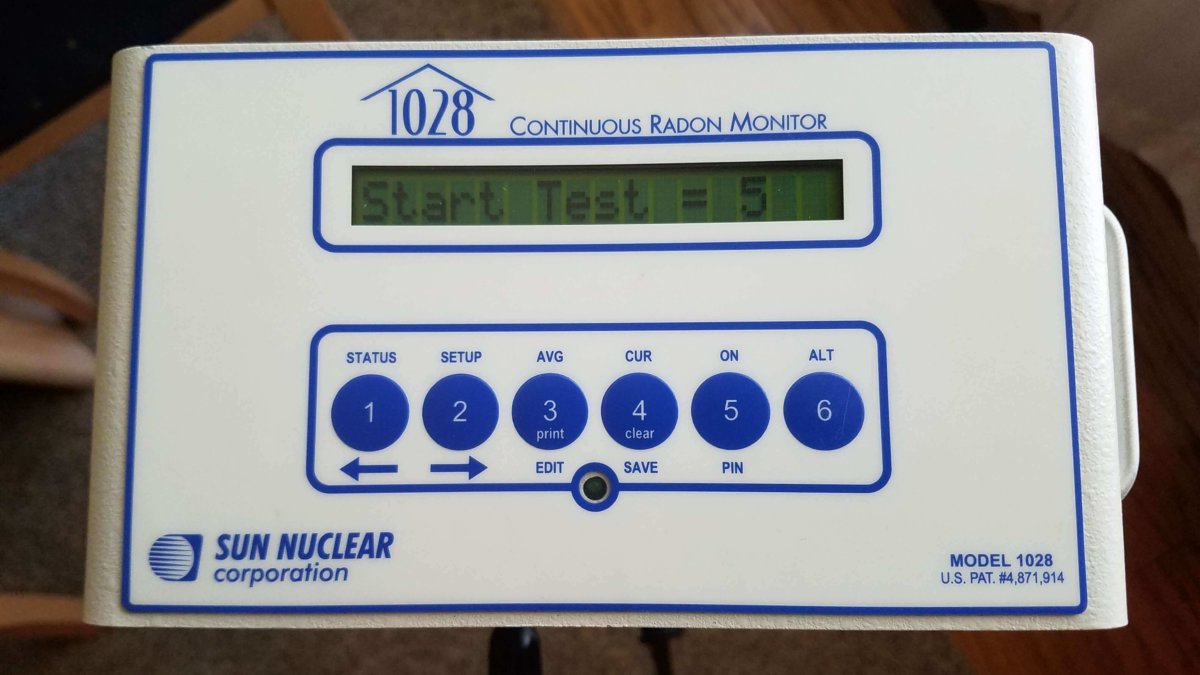 1028 CONTINUOUS RADON MONITOR
Start Test = 5
STATUS SETUP AVG CUR ON ALT
1 2 3 4 5 6
print clear
EDIT SAVE PIN
SUN NUCLEAR
corporation
MODEL 1028
U.S. PAT. #4,871,914